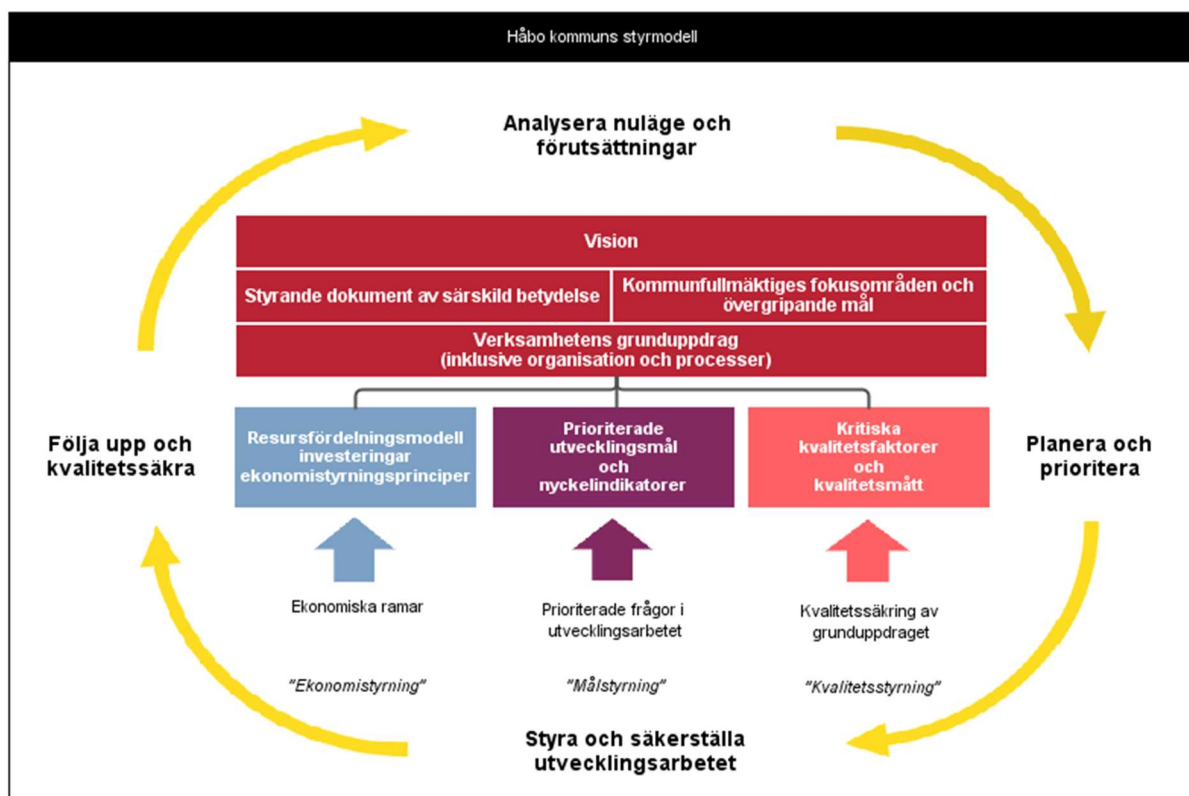 Håbo kommuns styrmodell
Analysera nuläge och
förutsättningar
Vision
Styrande dokument av särskild betydelse
Kommunfullmäktiges fokusområden och
övergripande mål
Verksamhetens grunduppdrag
(inklusive organisation och processer)
Följa upp och
kvalitetssäkra
Resursfördelningsmodell
investeringar
ekonomistyrningsprinciper
Prioriterade
utvecklingsmål
och
nyckelindikatorer
Kritiska
kvalitetsfaktorer
och
kvalitetsmått
Planera och
prioritera
Ekonomiska ramar
Prioriterade frågor i
utvecklingsarbetet
Kvalitetssäkring av
grunduppdraget
"Ekonomistyrning"
"Målstyrning"
"Kvalitetsstyrning"
Styra och säkerställa
utvecklingsarbetet